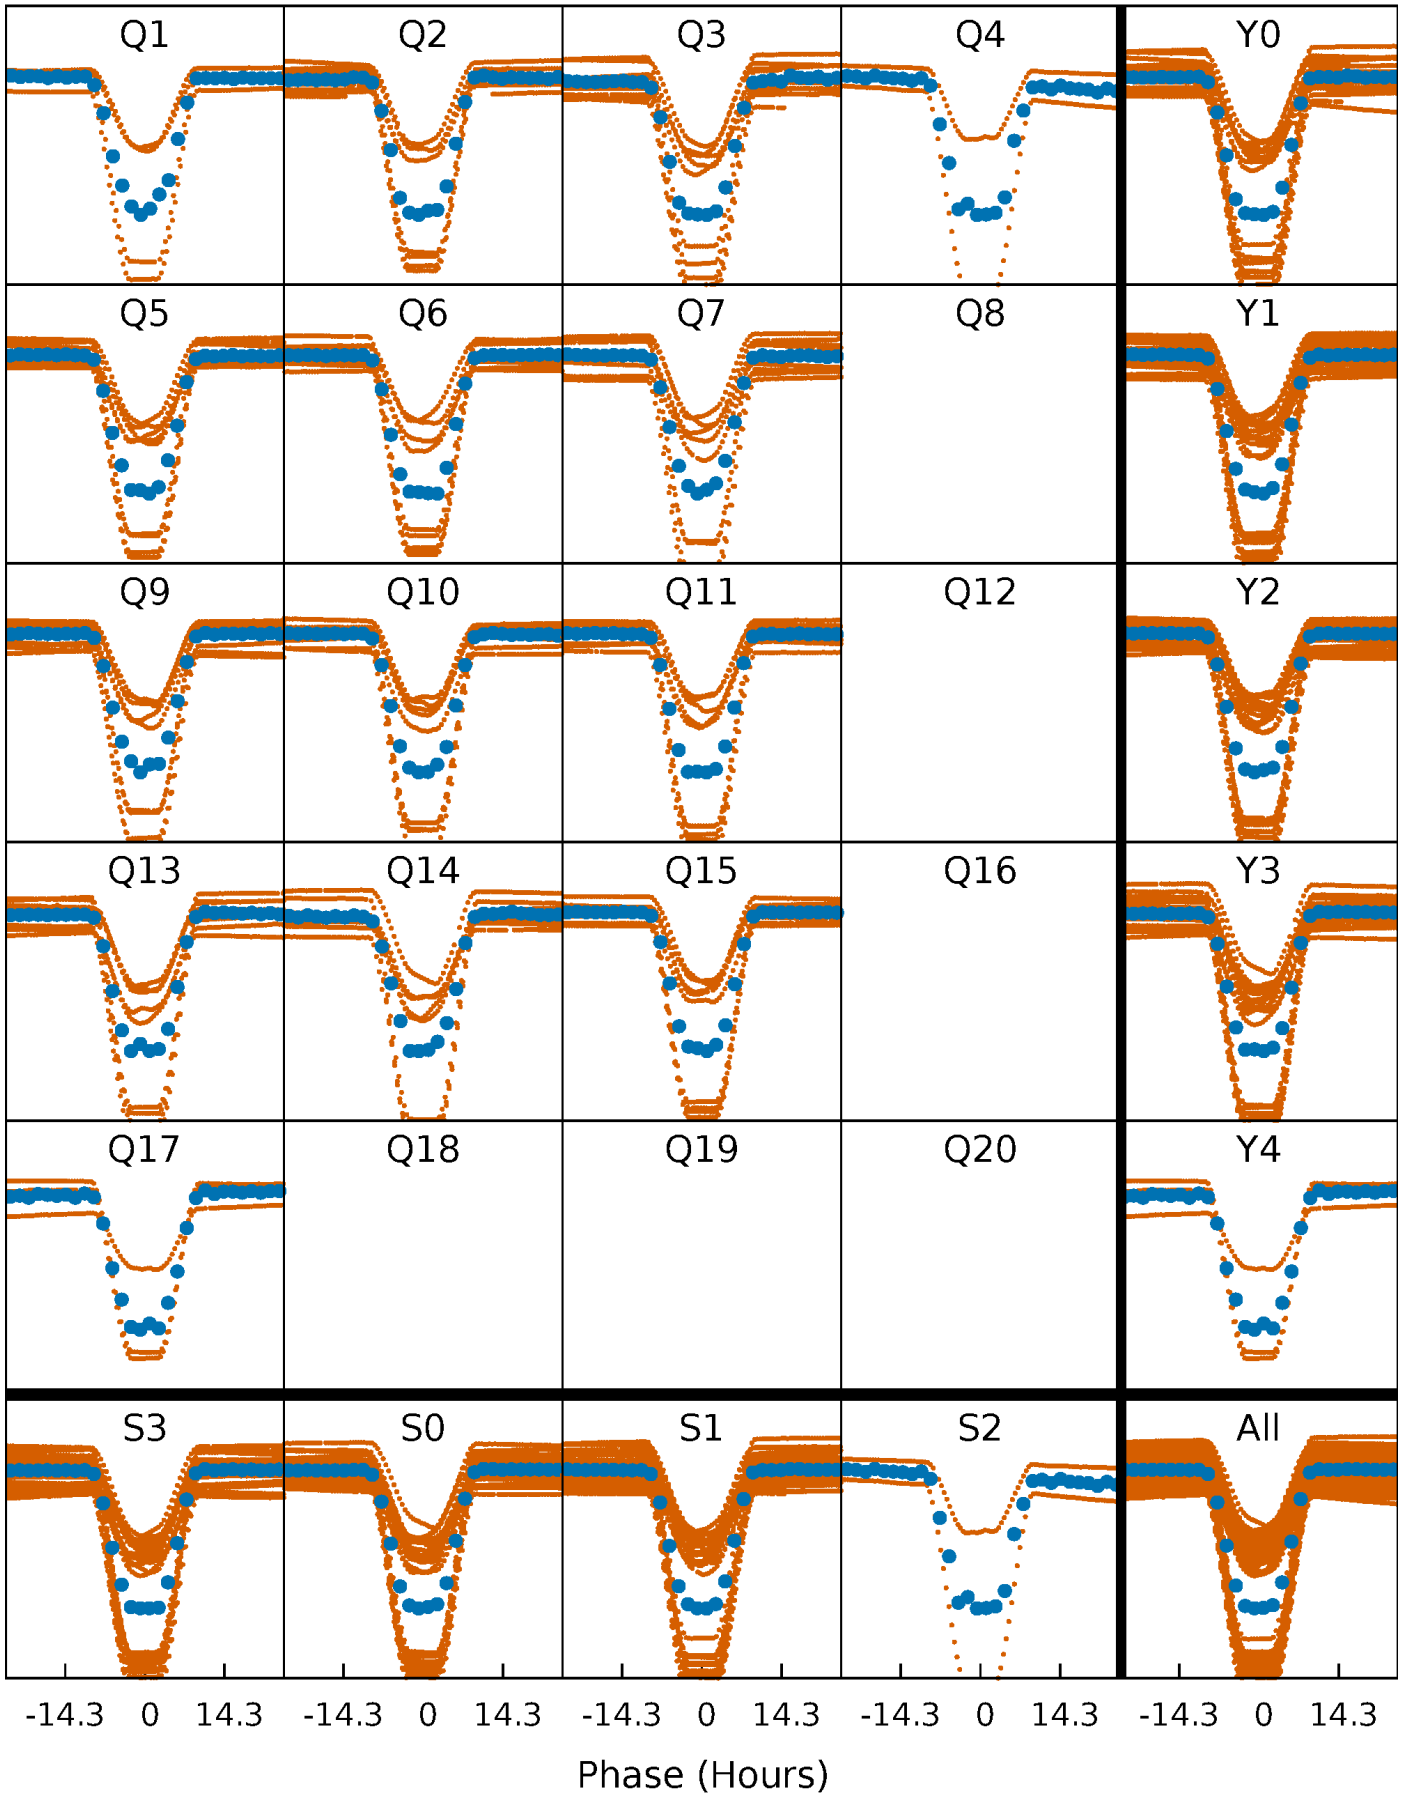 Q1 Q2 Q3 Q4 Y0
Q5 Q6 Q7 Q8 Y1
Q9 Q10 Q11 Q12 Y2
Q13 Q14 Q15 Q16 Y3
Q17 Q18 Q19 Q20 Y4
S3 S0 S1 S2 All
-14.3 0 14.3 -14.3 0 14.3 -14.3 0 14.3 -14.3 0 14.3 -14.3 0 14.3
Phase (Hours)